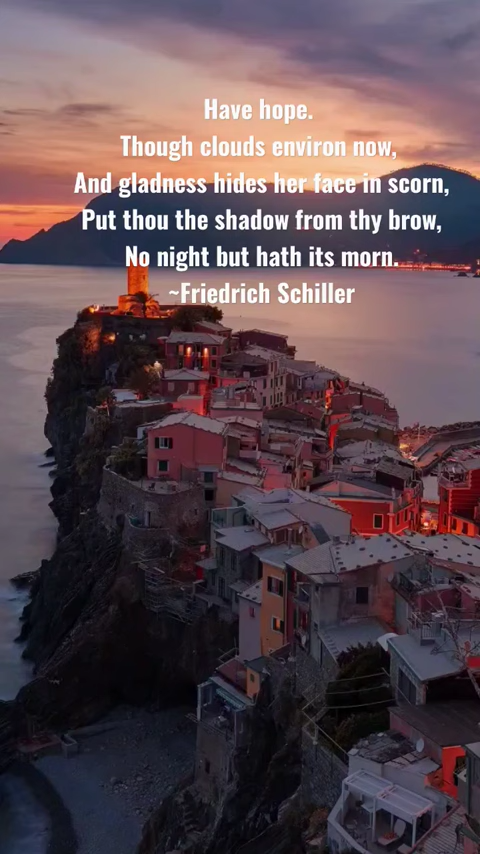 Have hope.
Though clouds environ now,
And gladness hides her face in scorn,
Put thou the shadow from thy brow,
No night but hath its morn.
~Friedrich Schiller